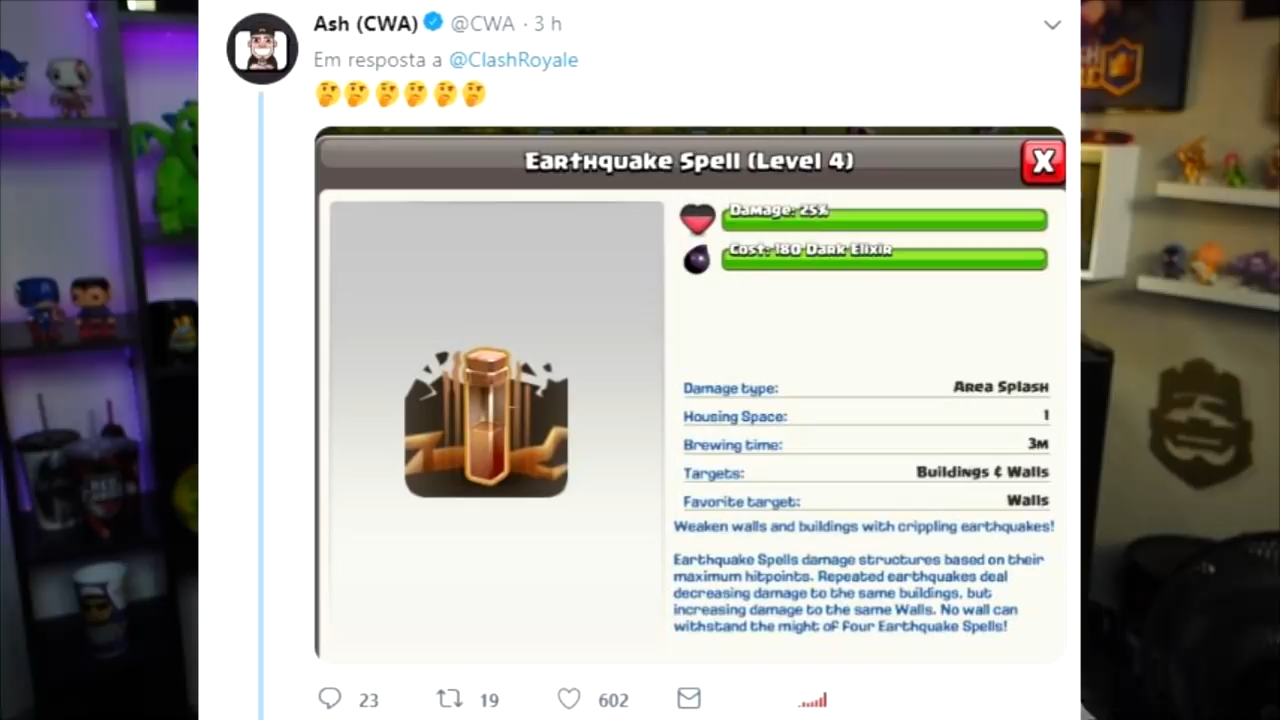 Ash (CWA) @CWA · 3 h
Em resposta a @ClashRoyale
Earthquake Spell (Level 4)
X
Damage: 25%
Cost: 180 Dark Elixir
Damage type: Area Splash
Housing Space: 1
Brewing time: 3m
Targets: Buildings & Walls
Favorite target: Walls
Weaken walls and buildings with crippling earthquakes!
Earthquake Spells damage structures based on their
maximum hitpoints. Repeated earthquakes deal
decreasing damage to the same buildings, but
increasing damage to the same Walls. No wall can
withstand the might of four Earthquake Spells!
23 19 602